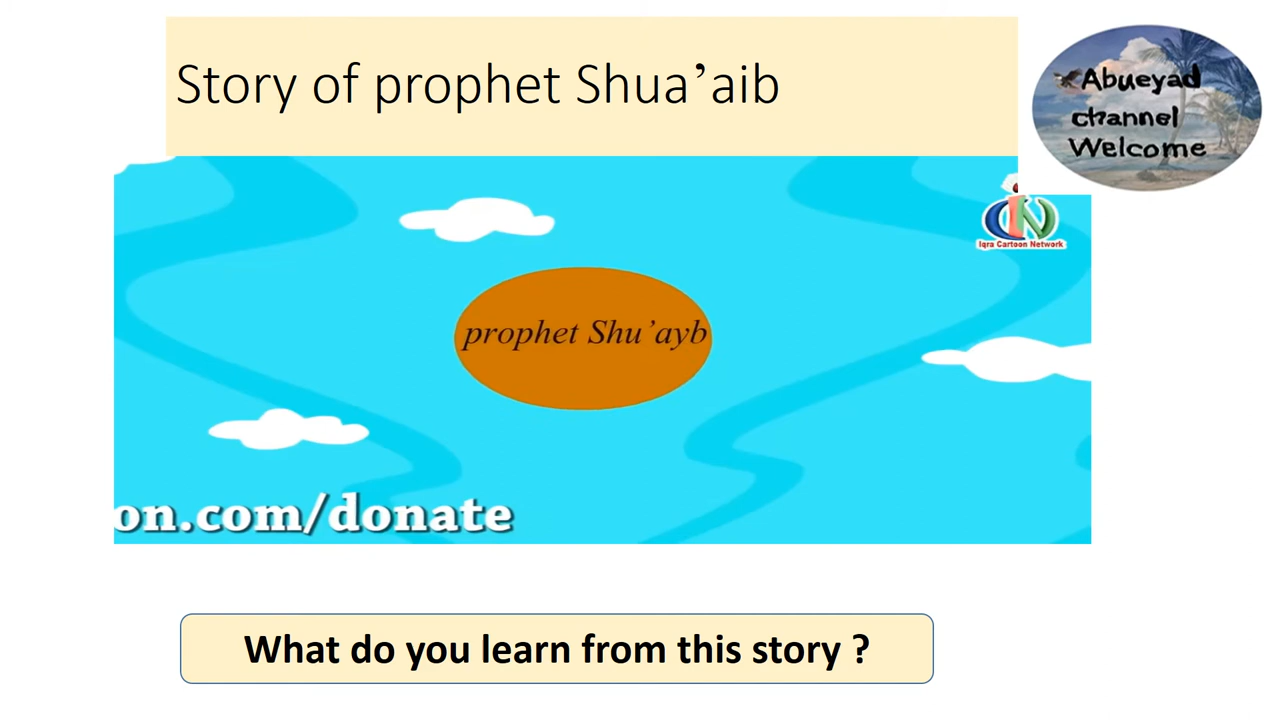 Story of prophet Shua’aib
Abueyad
channel
Welcome
Iqra Cartoon Network
prophet Shu’ayb
on.com/donate
What do you learn from this story ?